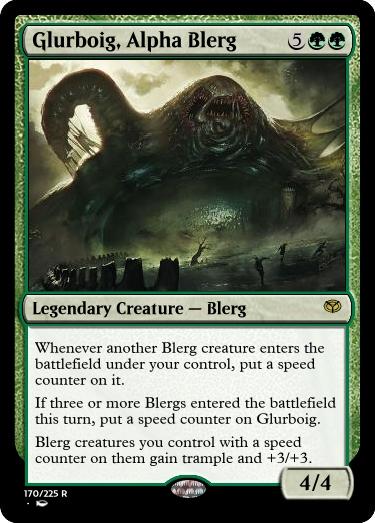 Glurboig, Alpha Blerg 5
Legendary Creature — Blerg
Whenever another Blerg creature enters the
battlefield under your control, put a speed
counter on it.
If three or more Blergs entered the battlefield
this turn, put a speed counter on Glurboig.
Blerg creatures you control with a speed
counter on them gain trample and +3/+3.
4/4
170/225 R